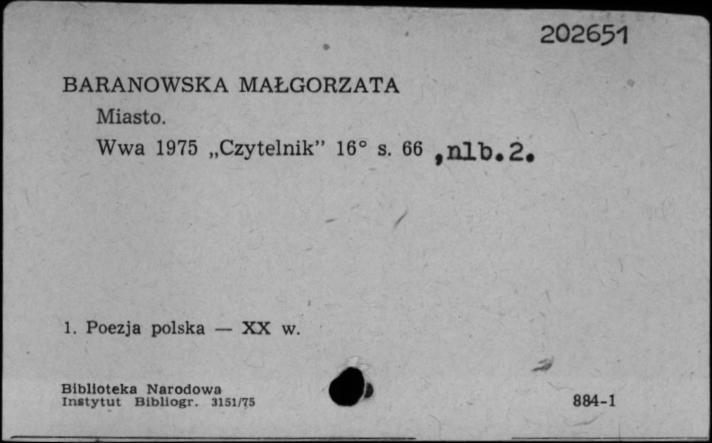 202651
BARANOWSKA MAŁGORZATA
Miasto.
Wwa 1975 „Czytelnik” 16° s. 66 ,nlb.2.
1. Poezja polska — XX w.
Biblioteka Narodowa
Instytut Bibliogr. 3151/75
884-1